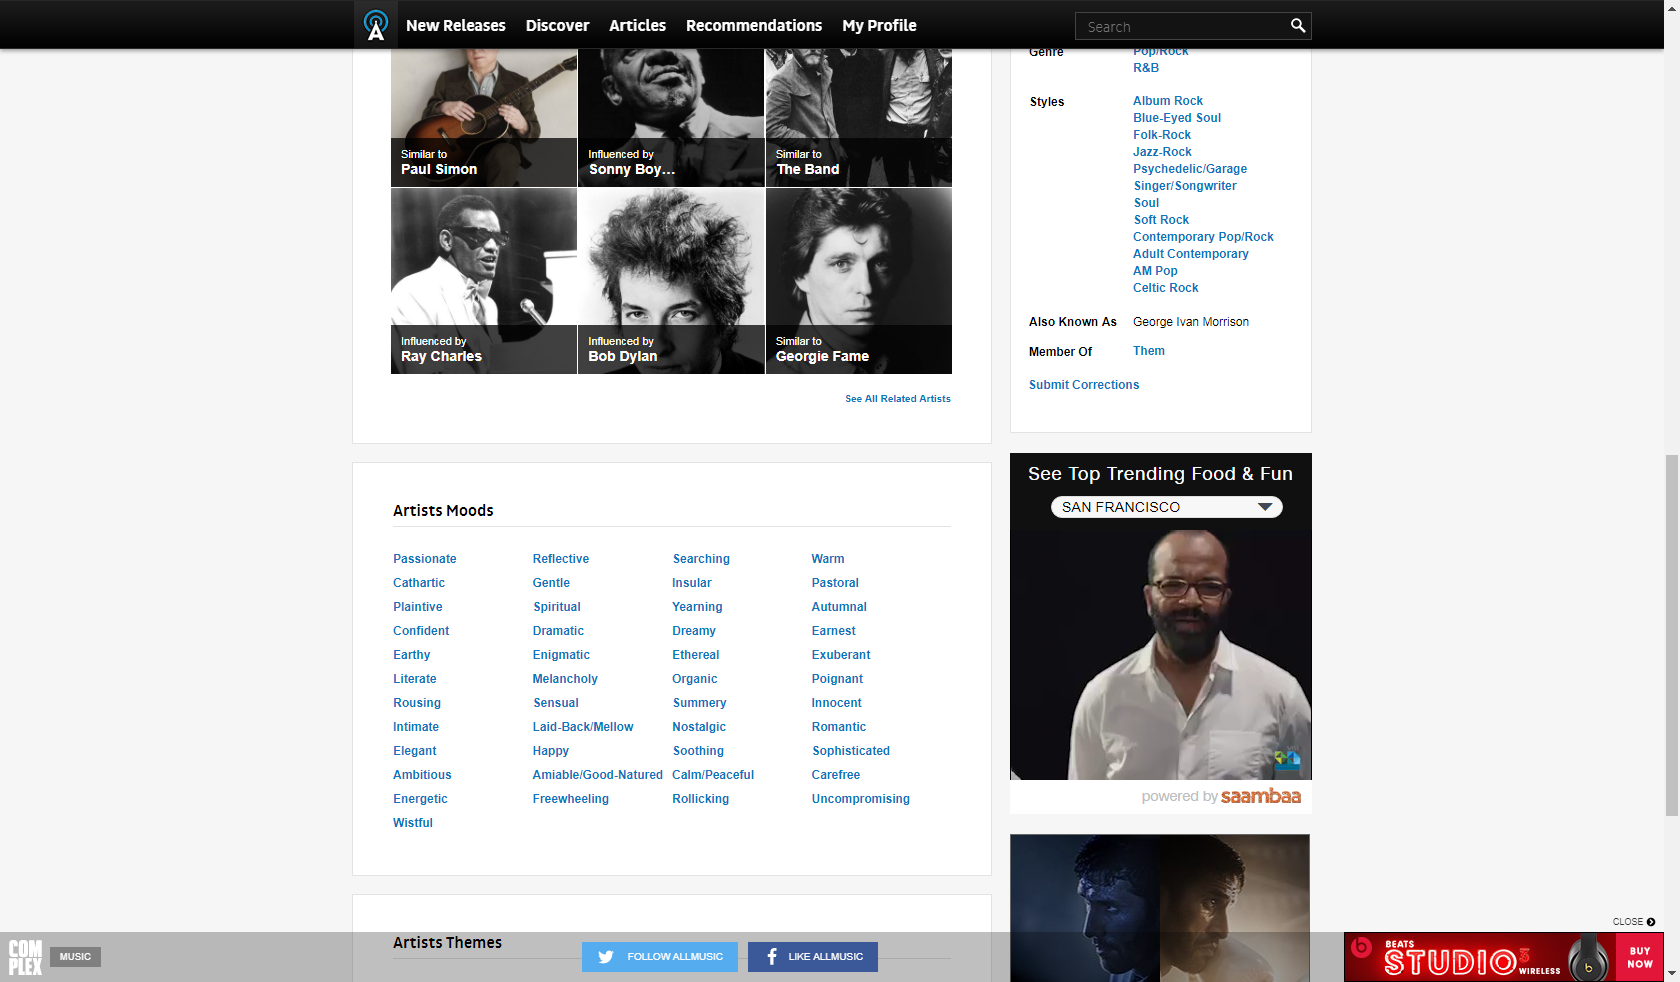 New Releases Discover Articles Recommendations My Profile Search
Similar to
Paul Simon
Influenced by
Sonny Boy...
Similar to
The Band
Influenced by
Ray Charles
Influenced by
Bob Dylan
Similar to
Georgie Fame
See All Related Artists
Genre Pop/Rock
R&B
Styles Album Rock
Blue-Eyed Soul
Folk-Rock
Jazz-Rock
Psychedelic/Garage
Singer/Songwriter
Soul
Soft Rock
Contemporary Pop/Rock
Adult Contemporary
AM Pop
Celtic Rock
Also Known As George Ivan Morrison
Member Of Them
Submit Corrections
Artists Moods
Passionate Reflective Searching Warm
Cathartic Gentle Insular Pastoral
Plaintive Spiritual Yearning Autumnal
Confident Dramatic Dreamy Earnest
Earthy Enigmatic Ethereal Exuberant
Literate Melancholy Organic Poignant
Rousing Sensual Summery Innocent
Intimate Laid-Back/Mellow Nostalgic Romantic
Elegant Happy Soothing Sophisticated
Ambitious Amiable/Good-Natured Calm/Peaceful Carefree
Energetic Freewheeling Rollicking Uncompromising
Wistful
See Top Trending Food & Fun
SAN FRANCISCO
powered by saambaa
Artists Themes
COMPLEX MUSIC
FOLLOW ALLMUSIC
LIKE ALLMUSIC
CLOSE
BEATS
STUDIO3
WIRELESS
BUY
NOW